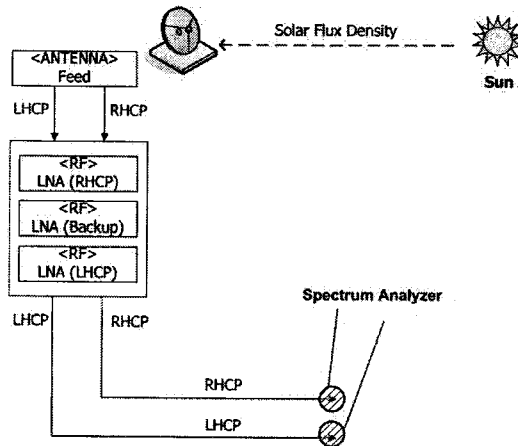 Solar Flux Density
Sun
<ANTENNA>
Feed
LHCP
RHCP
<RF>
LNA (RHCP)
<RF>
LNA (Backup)
<RF>
LNA (LHCP)
LHCP
RHCP
Spectrum Analyzer
RHCP
LHCP